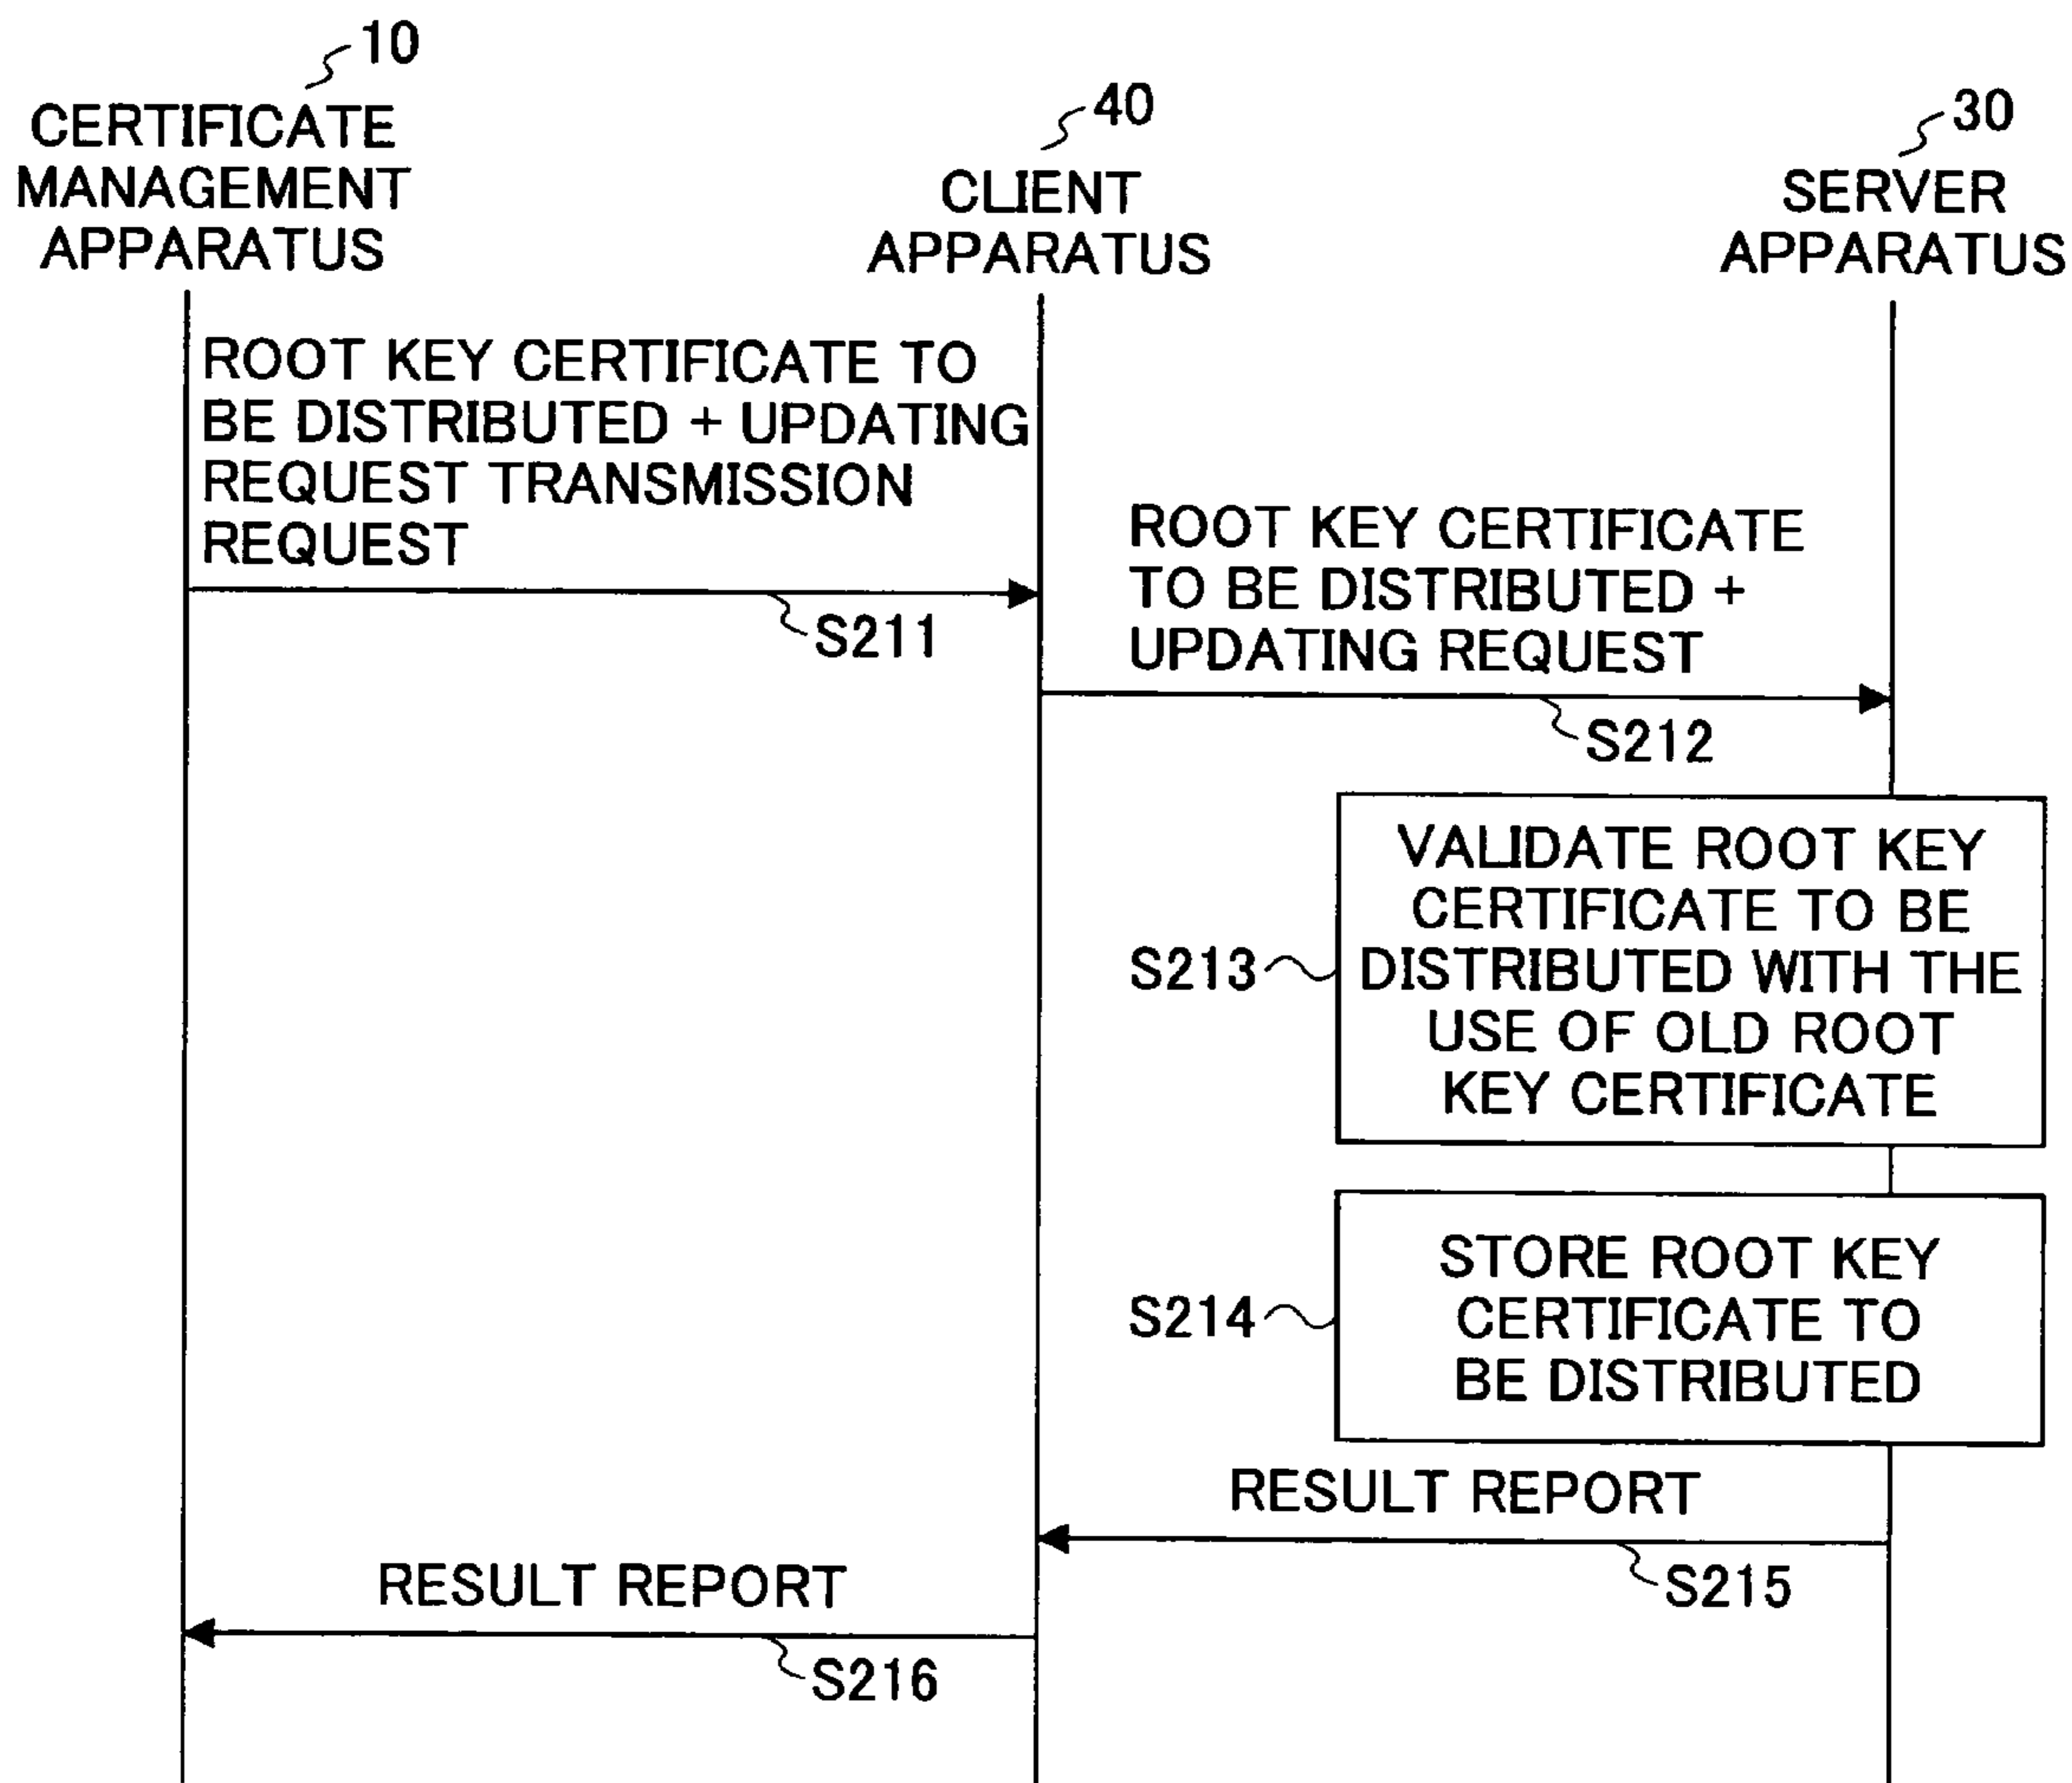 10
CERTIFICATE
MANAGEMENT
APPARATUS
40
CLIENT
APPARATUS
30
SERVER
APPARATUS
ROOT KEY CERTIFICATE TO
BE DISTRIBUTED + UPDATING
REQUEST TRANSMISSION
REQUEST
S211
ROOT KEY CERTIFICATE
TO BE DISTRIBUTED +
UPDATING REQUEST
S212
VALIDATE ROOT KEY
CERTIFICATE TO BE
DISTRIBUTED WITH THE
USE OF OLD ROOT
KEY CERTIFICATE
S213
STORE ROOT KEY
CERTIFICATE TO
BE DISTRIBUTED
S214
RESULT REPORT
S215
RESULT REPORT
S216